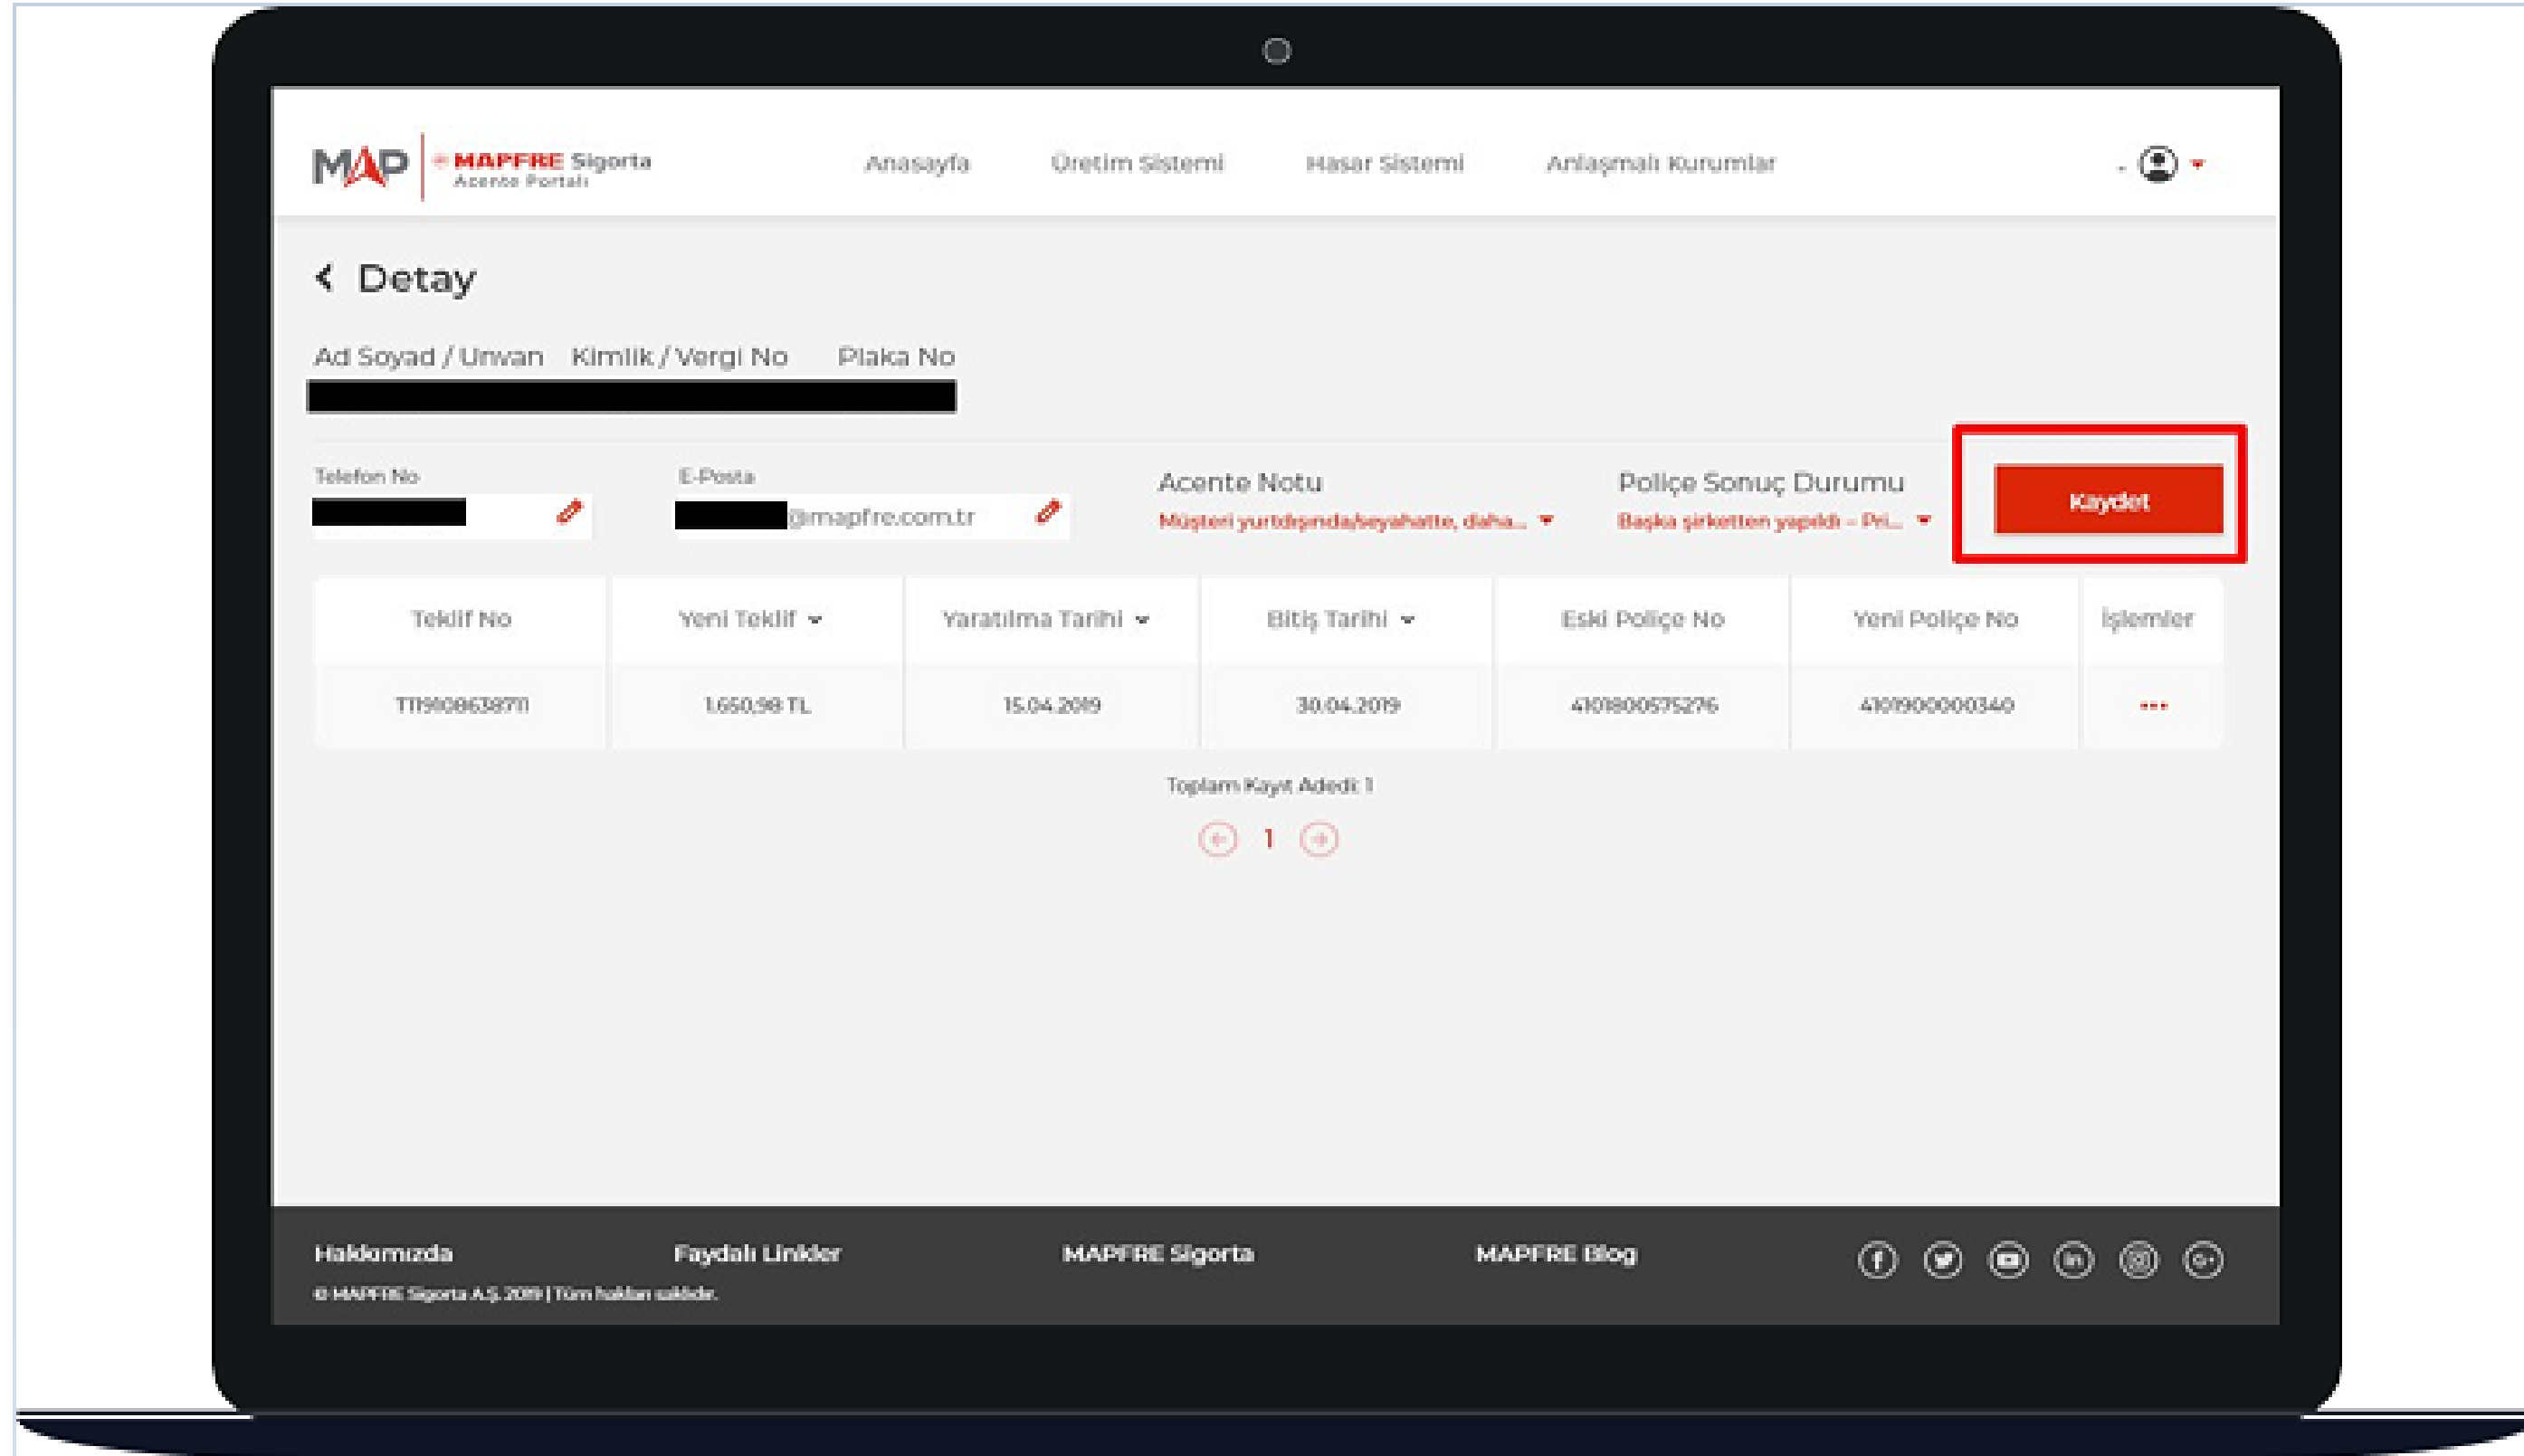 MAP MAPFRE Sigorta
Acente Portalı
Anasayfa Üretim Sistemi Hasar Sistemi Anlaşmalı Kurumlar
Detay
Ad Soyad / Unvan Kimlik / Vergi No Plaka No
Telefon No E-Posta
@mapfre.com.tr
Acente Notu Poliçe Sonuç Durumu
Müşteri yurtdışında/seyahatte, daha... Başka şirketten yapıldı – Pri...
Kaydet
Teklif No Yeni Teklif Yaratılma Tarihi Bitiş Tarihi Eski Poliçe No Yeni Poliçe No İşlemler
1.650,98 TL 15.04.2019 30.04.2019 4101800575276 4101900000340 •••
Toplam Kayıt Adedi: 1
1
Hakkımızda Faydalı Linkler MAPFRE Sigorta MAPFRE Blog
© MAPFRE Sigorta A.Ş. 2019 | Tüm hakları saklıdır.